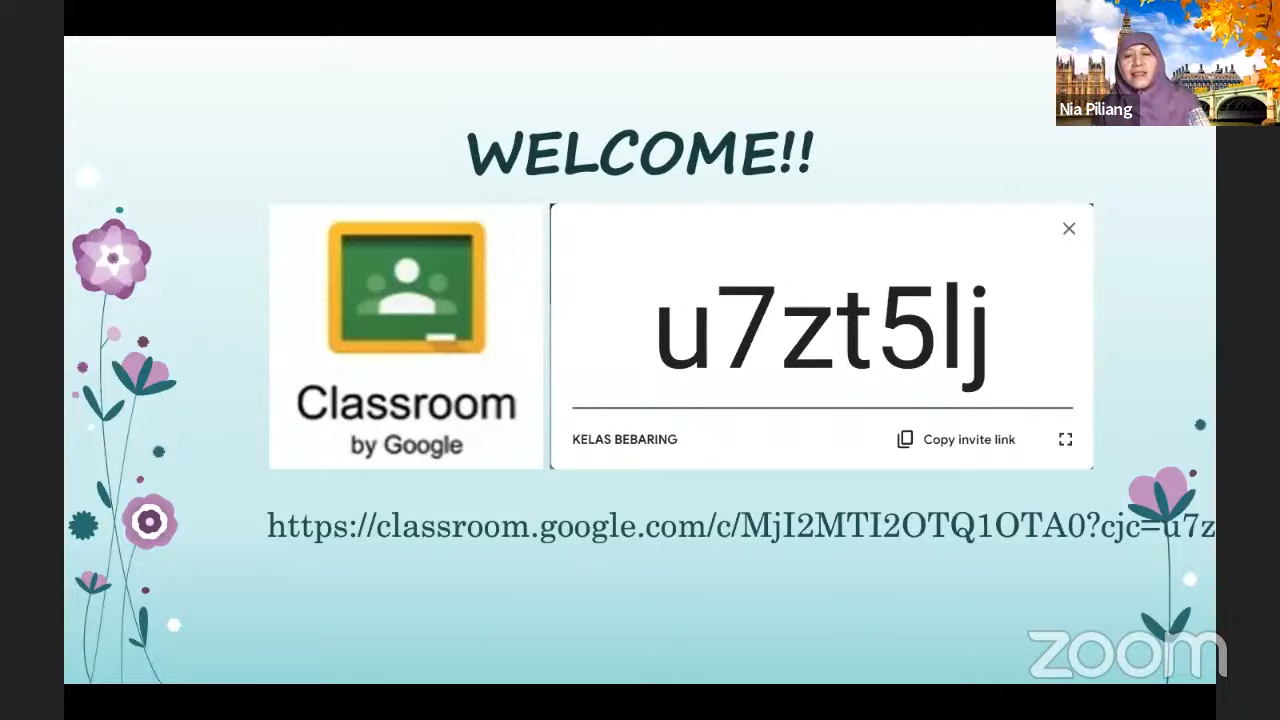 Nia Piliang
WELCOME!!
u7zt5lj
Classroom
by Google
KELAS BEBARING
Copy invite link
https://classroom.google.com/c/MjI2MTI2OTQ1OTA0?cjc=u7z
zoom